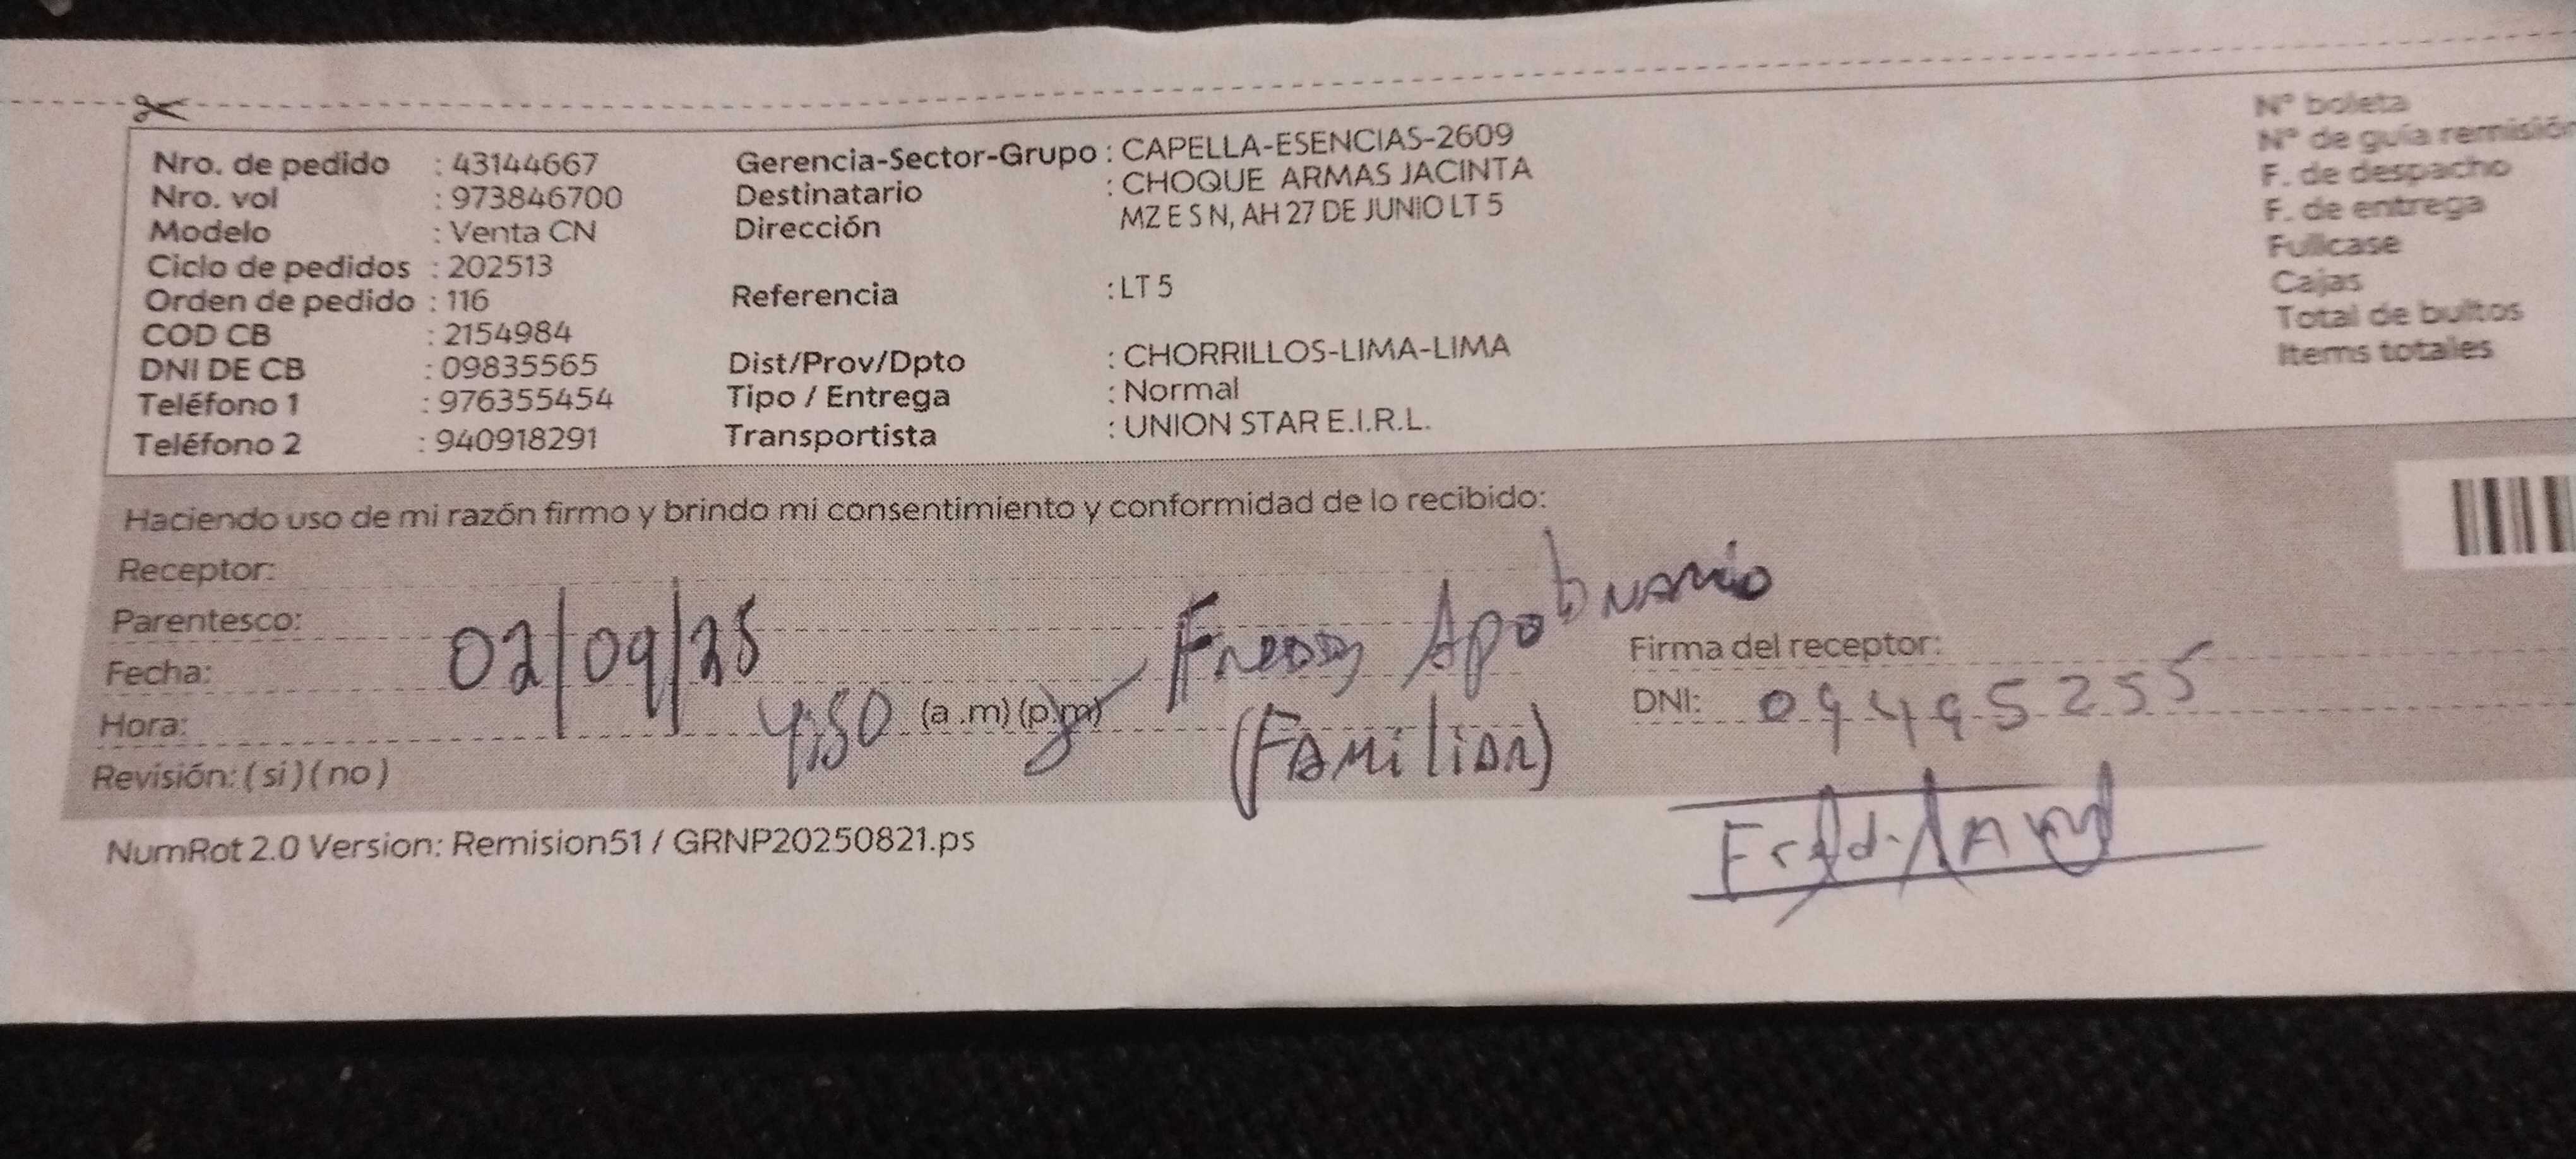 Nro. de pedido : 43144667
Nro. vol : 973846700
Modelo : Venta CN
Ciclo de pedidos : 202513
Orden de pedido : 116
COD CB : 2154984
DNI DE CB : 09835565
Teléfono 1 : 976355454
Teléfono 2 : 940918291
Gerencia-Sector-Grupo : CAPELLA-ESENCIAS-2609
Destinatario : CHOQUE ARMAS JACINTA
Dirección MZ E S N, AH 27 DE JUNIO LT 5
Referencia : LT 5
Dist/Prov/Dpto : CHORRILLOS-LIMA-LIMA
Tipo / Entrega : Normal
Transportista : UNION STAR E.I.R.L.
N° boleta
N° de guía remisión
F. de despacho
F. de entrega
Fullcase
Cajas
Total de bultos
Items totales
Haciendo uso de mi razón firmo y brindo mi consentimiento y conformidad de lo recibido:
Receptor:
Parentesco:
Fecha: 02/09/25
Hora: 4:50 (a .m) (p.m)
Freddy Apolinario
(Familiar)
Revisión: ( si ) ( no )
Firma del receptor:
DNI: 09495255
NumRot 2.0 Version: Remision51 / GRNP20250821.ps